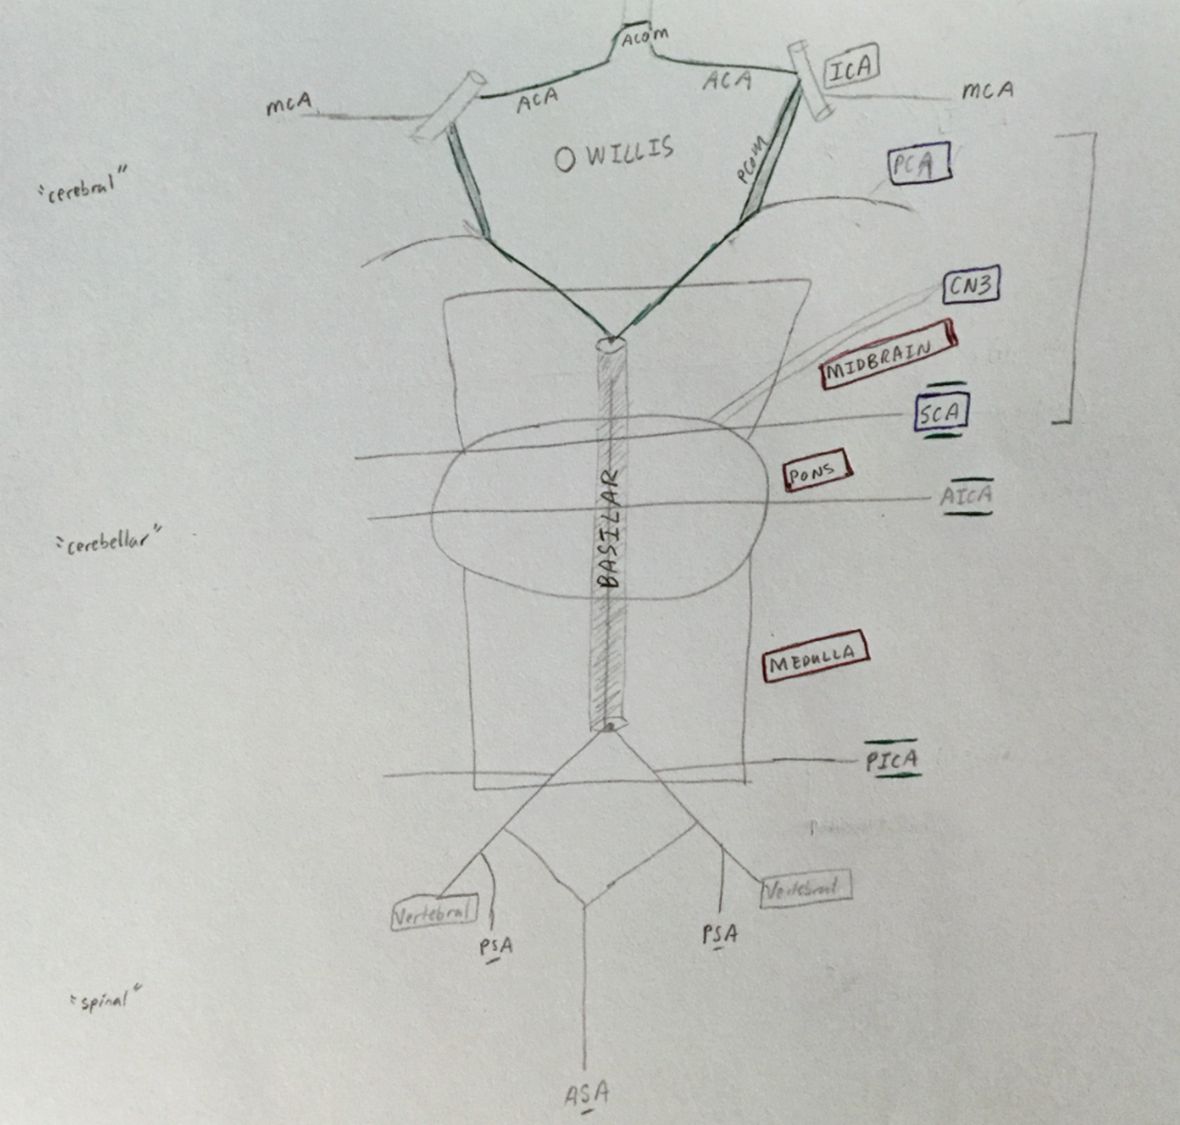 ACOM
ACA
ACA
ICA
MCA
MCA
O WILLIS
PCOM
PCA
"cerebral"
CN3
MIDBRAIN
SCA
PONS
AICA
BASILAR
"cerebellar"
MEDULLA
PICA
Vertebral
Vertebral
PSA
PSA
"spinal"
ASA